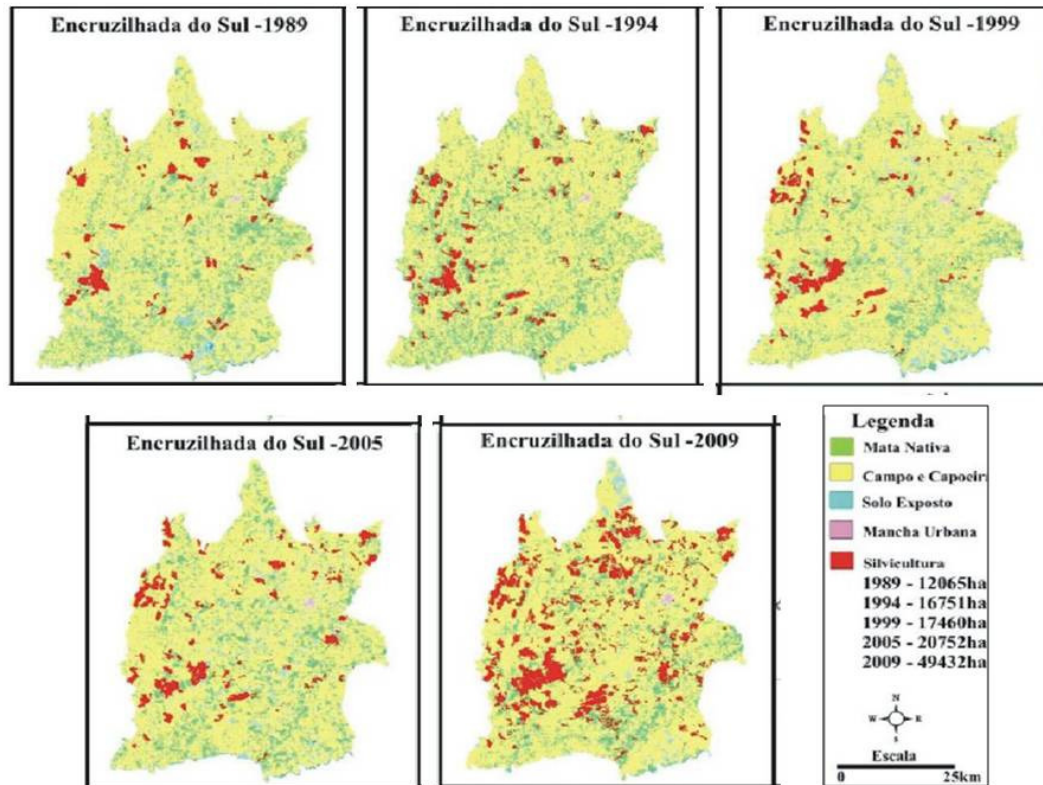 Encruzilhada do Sul -1989
Encruzilhada do Sul -1994
Encruzilhada do Sul -1999
Encruzilhada do Sul -2005
Encruzilhada do Sul -2009
Legenda
Mata Nativa
Campo e Capoeira
Solo Exposto
Mancha Urbana
Silvicultura
1989 - 12065ha
1994 - 16751ha
1999 - 17460ha
2005 - 20752ha
2009 - 49432ha
N
W R
S
Escala
0 25km